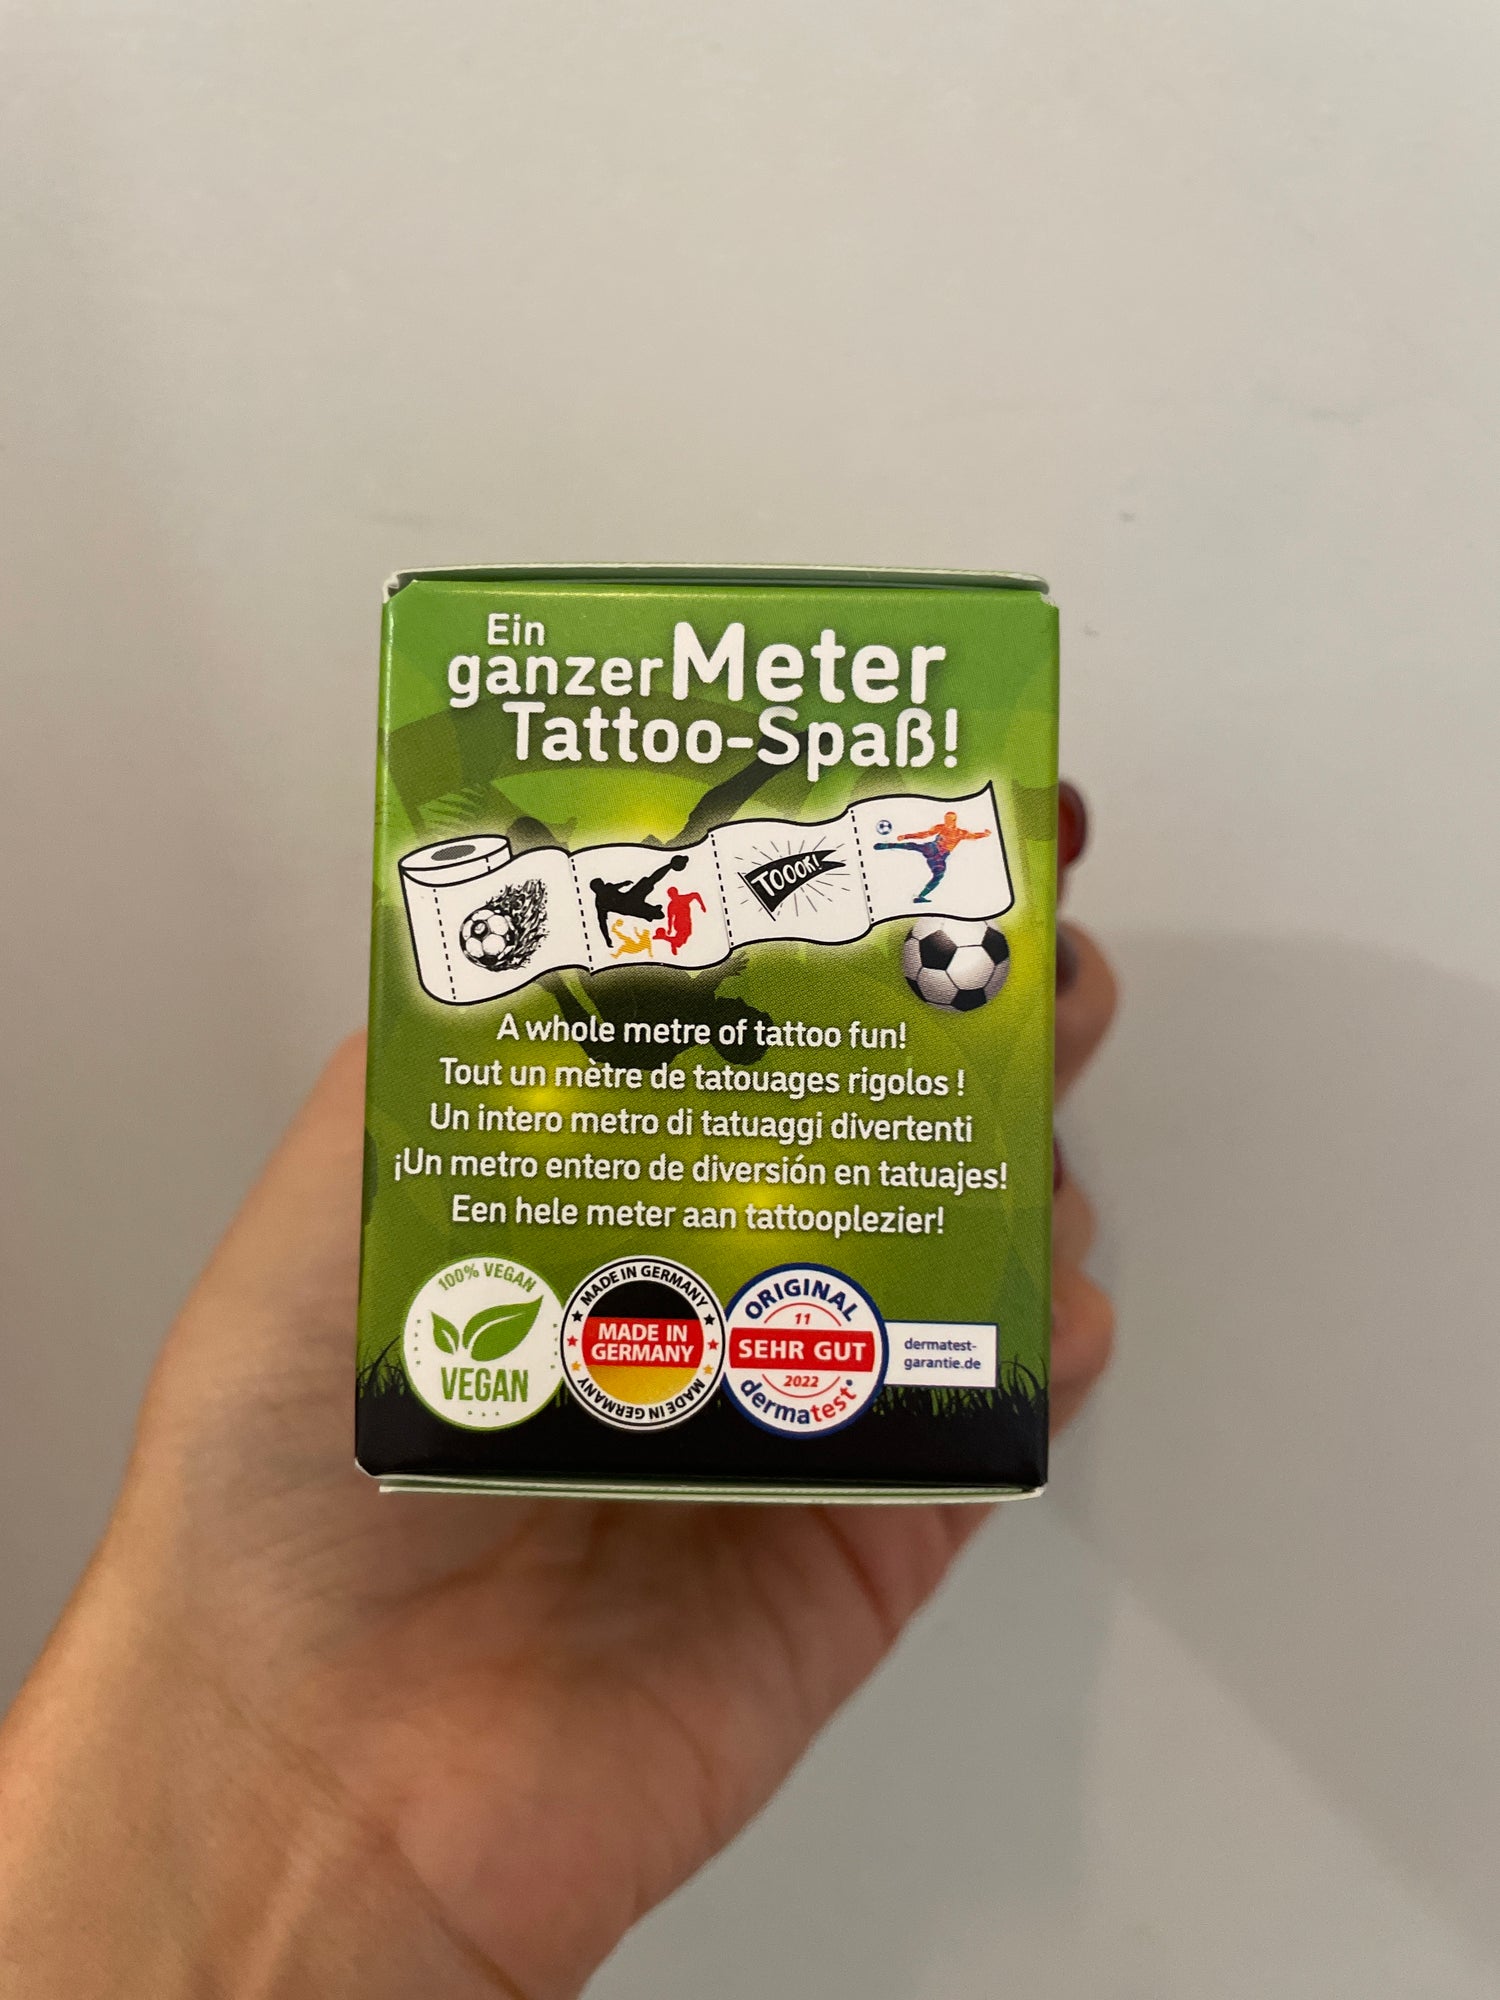 Ein
ganzer Meter
Tattoo-Spaß!
TOOOR!
A whole metre of tattoo fun!
Tout un mètre de tatouages rigolos !
Un intero metro di tatuaggi divertenti
¡Un metro entero de diversión en tatuajes!
Een hele meter aan tattooplezier!
100% VEGAN
VEGAN
MADE IN GERMANY
MADE IN
GERMANY
MADE IN GERMANY
ORIGINAL
11
SEHR GUT
2022
dermatest®
dermatest-
garantie.de